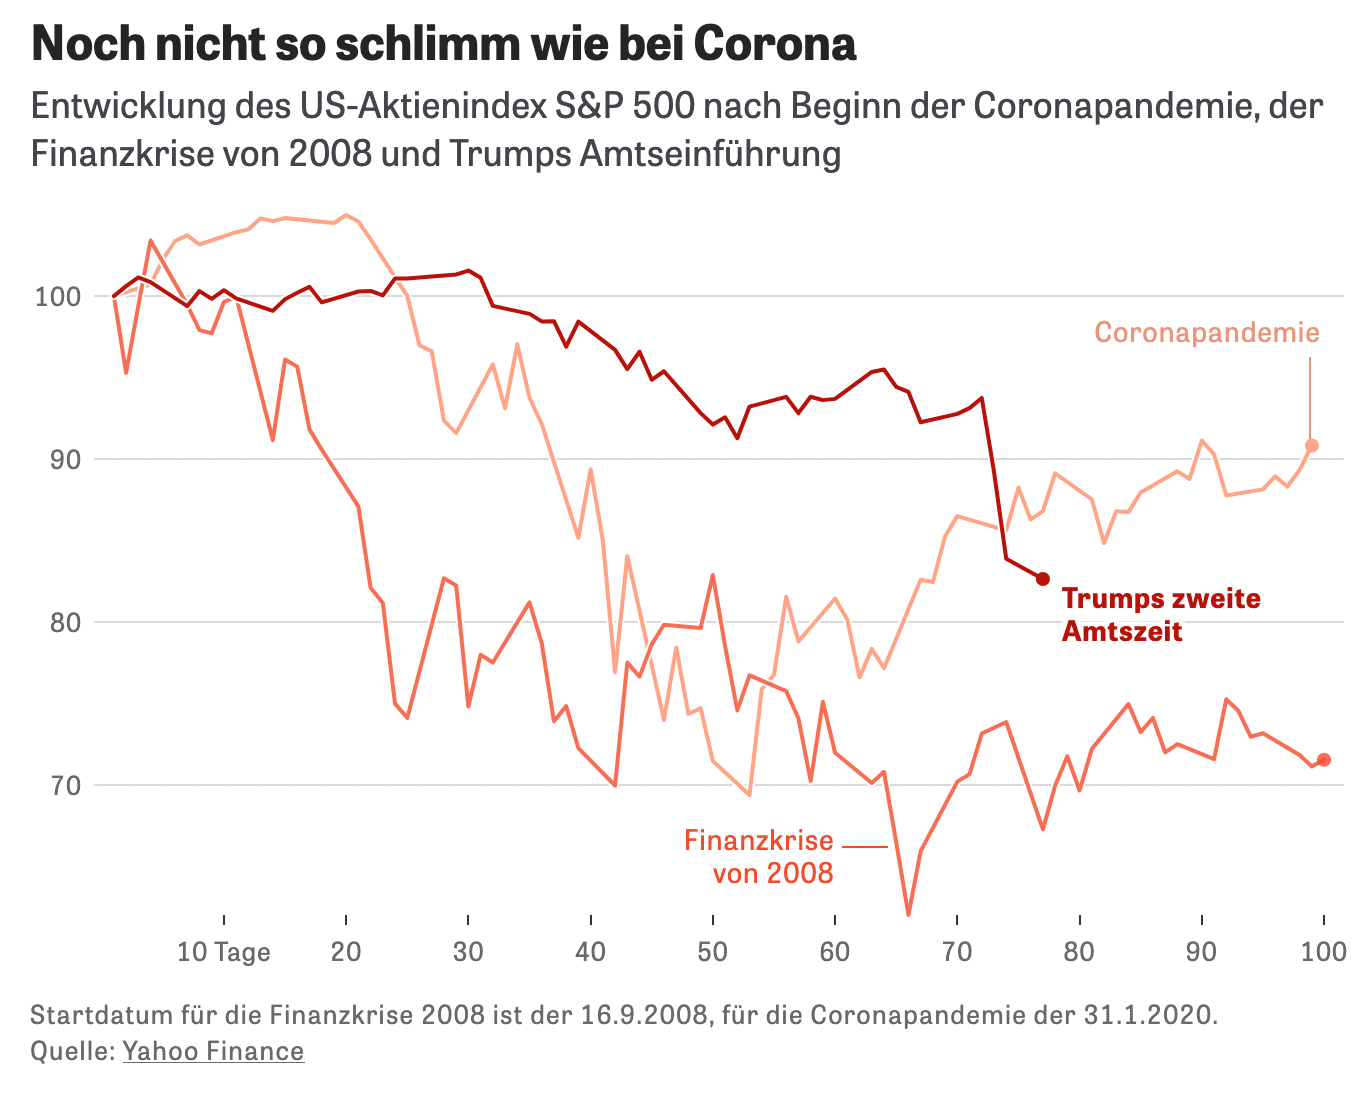 Noch nicht so schlimm wie bei Corona
Entwicklung des US-Aktienindex S&P 500 nach Beginn der Coronapandemie, der
Finanzkrise von 2008 und Trumps Amtseinführung
100
90
80
70
Coronapandemie
Trumps zweite
Amtszeit
Finanzkrise
von 2008
10 Tage 20 30 40 50 60 70 80 90 100
Startdatum für die Finanzkrise 2008 ist der 16.9.2008, für die Coronapandemie der 31.1.2020.
Quelle: Yahoo Finance